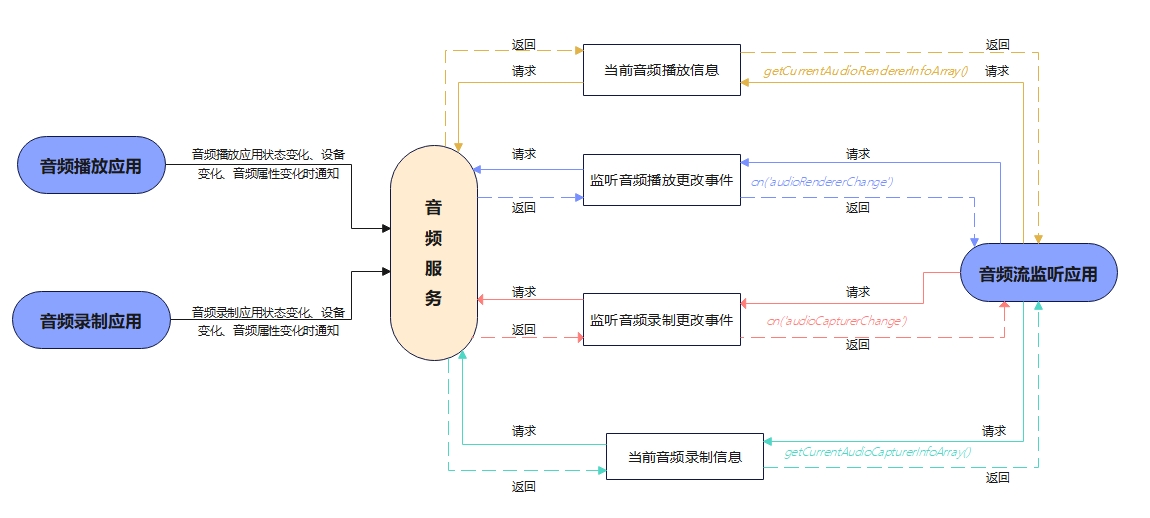 返回
返回
请求
当前音频播放信息
getCurrentAudioRendererInfoArray()
请求
音频播放应用
音频播放应用状态变化、设备
变化、音频属性变化时通知
请求
请求
监听音频播放更改事件
on('audioRendererChange')
返回
返回
音
频
服
务
音频流监听应用
请求
请求
音频录制应用
音频录制应用状态变化、设备
变化、音频属性变化时通知
监听音频录制更改事件
on('audioCapturerChange')
返回
返回
请求
请求
当前音频录制信息
getCurrentAudioCapturerInfoArray()
返回
返回